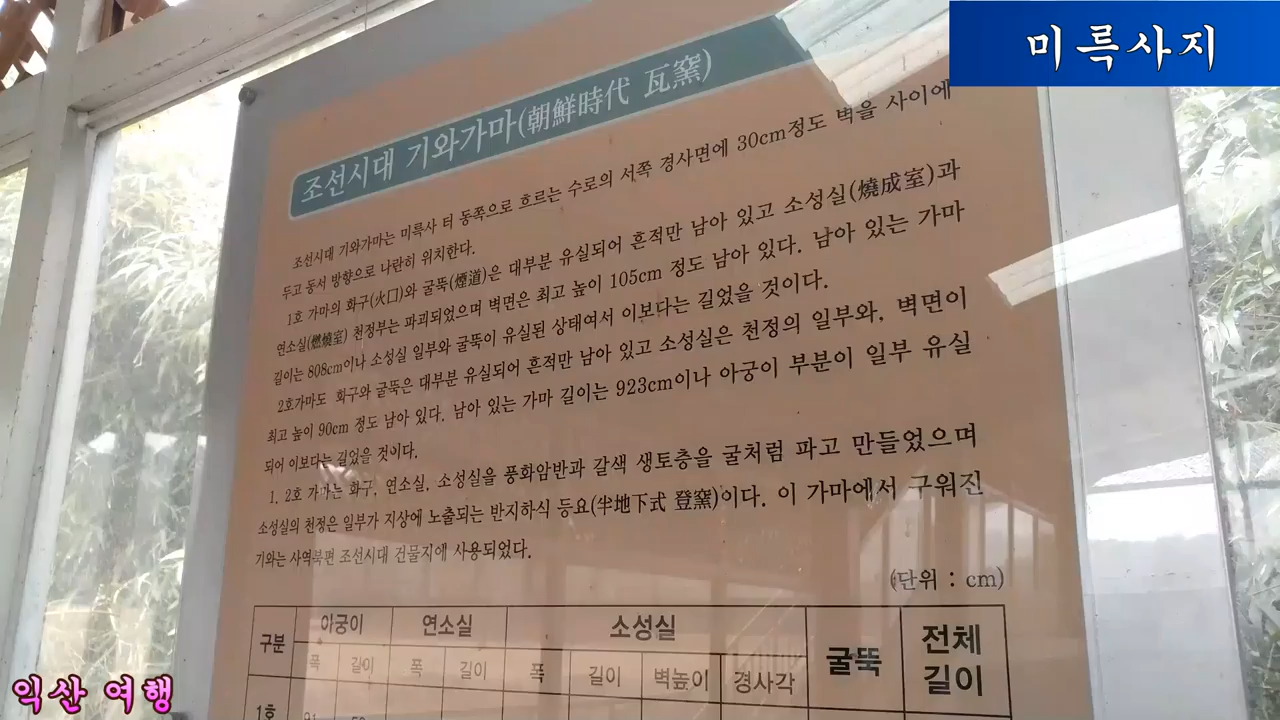 미륵사지
조선시대 기와가마(朝鮮時代 瓦窯)
조선시대 기와가마는 미륵사 터 동쪽으로 흐르는 수로의 서쪽 경사면에 30cm정도 벽을 사이에
두고 동서 방향으로 나란히 위치한다.
1호 가마의 화구(火口)와 굴뚝(煙道)은 대부분 유실되어 흔적만 남아 있고 소성실(燒成室)과
연소실(燃燒室) 천정부는 파괴되었으며 벽면은 최고 높이 105cm 정도 남아 있다. 남아 있는 가마
길이는 808cm이나 소성실 일부와 굴뚝이 유실된 상태여서 이보다는 길었을 것이다.
2호가마도 화구와 굴뚝은 대부분 유실되어 흔적만 남아 있고 소성실은 천정의 일부와, 벽면이
최고 높이 90cm 정도 남아 있다. 남아 있는 가마 길이는 923cm이나 아궁이 부분이 일부 유실
되어 이보다는 길었을 것이다.
1, 2호 가마는 화구, 연소실, 소성실을 풍화암반과 갈색 생토층을 굴처럼 파고 만들었으며
소성실의 천정은 일부가 지상에 노출되는 반지하식 등요(半地下式 登窯)이다. 이 가마에서 구워진
기와는 사역북편 조선시대 건물지에 사용되었다.
(단위 : cm)
구분 아궁이 연소실 소성실 굴뚝 전체 길이
폭 길이 폭 길이 폭 길이 벽높이 경사각
1호
익산 여행